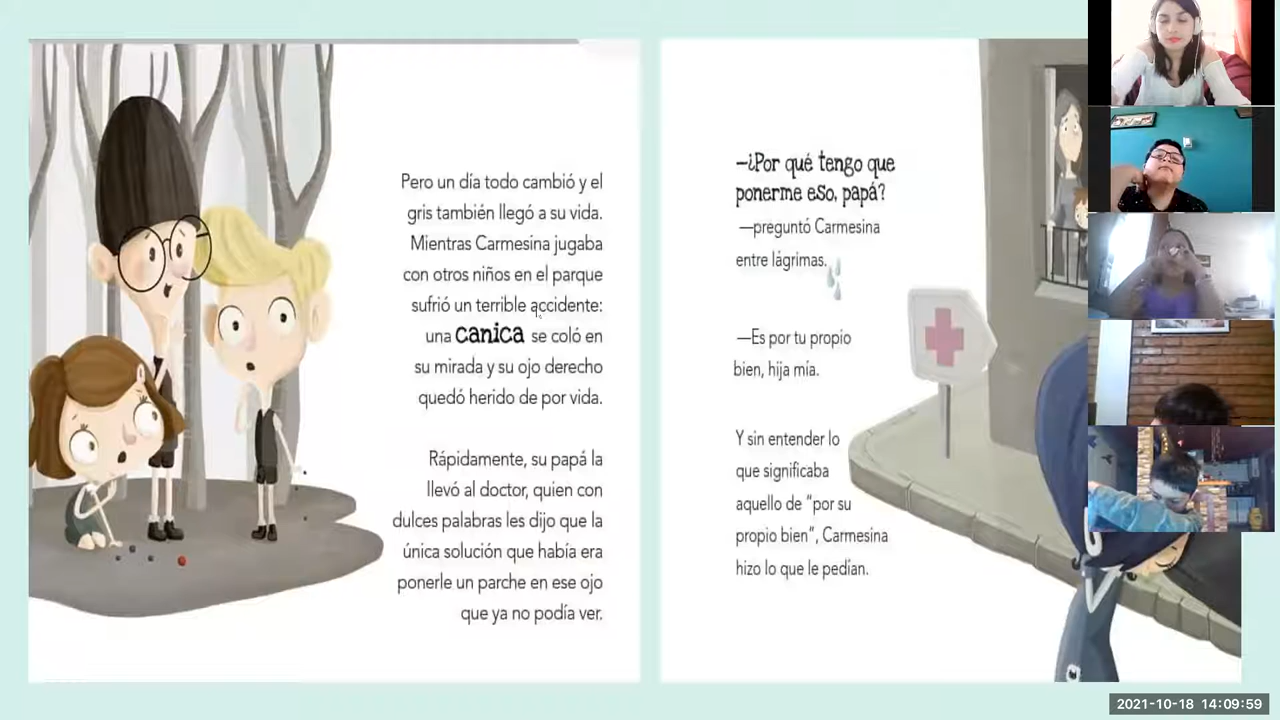 Pero un día todo cambió y el
gris también llegó a su vida.
Mientras Carmesina jugaba
con otros niños en el parque
sufrió un terrible accidente:
una canica se coló en
su mirada y su ojo derecho
quedó herido de por vida.
Rápidamente, su papá la
llevó al doctor, quien con
dulces palabras les dijo que la
única solución que había era
ponerle un parche en ese ojo
que ya no podía ver.
—¿Por qué tengo que
ponerme eso, papá?
—preguntó Carmesina
entre lágrimas.
—Es por tu propio
bien, hija mía.
Y sin entender lo
que significaba
aquello de “por su
propio bien”, Carmesina
hizo lo que le pedían.
2021-10-18 14:09:59